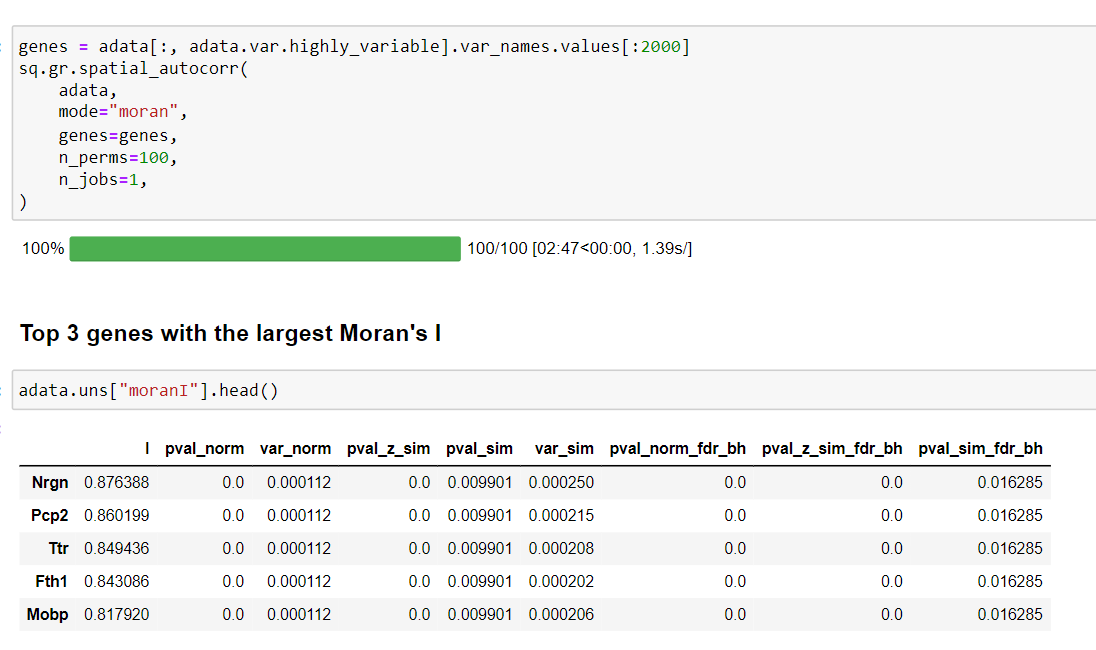 genes = adata[:, adata.var.highly_variable].var_names.values[:2000]
sq.gr.spatial_autocorr(
    adata,
    mode="moran",
    genes=genes,
    n_perms=100,
    n_jobs=1,
)
100% 100/100 [02:47<00:00, 1.39s/]
Top 3 genes with the largest Moran's I
adata.uns["moranI"].head()
I pval_norm var_norm pval_z_sim pval_sim var_sim pval_norm_fdr_bh pval_z_sim_fdr_bh pval_sim_fdr_bh
Nrgn 0.876388 0.0 0.000112 0.0 0.009901 0.000250 0.0 0.0 0.016285
Pcp2 0.860199 0.0 0.000112 0.0 0.009901 0.000215 0.0 0.0 0.016285
Ttr 0.849436 0.0 0.000112 0.0 0.009901 0.000208 0.0 0.0 0.016285
Fth1 0.843086 0.0 0.000112 0.0 0.009901 0.000202 0.0 0.0 0.016285
Mobp 0.817920 0.0 0.000112 0.0 0.009901 0.000206 0.0 0.0 0.016285